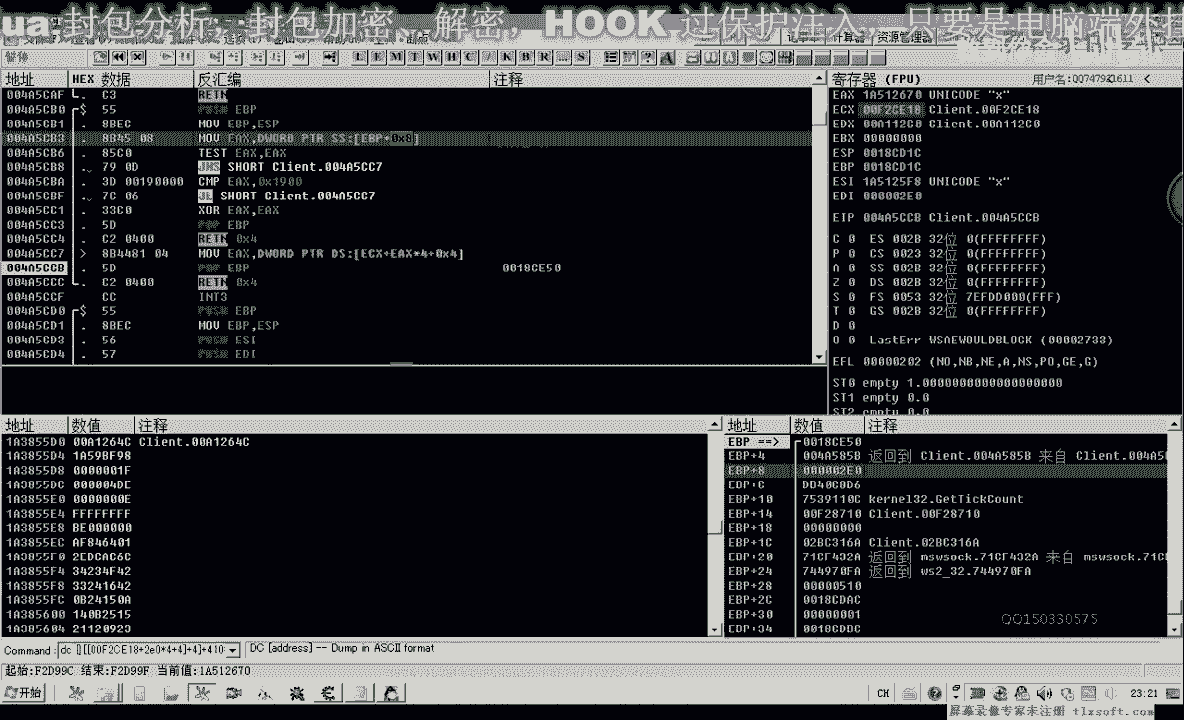 ua 封包分析，封包加密、解密，HOOK 过保护注入，只要是电脑端外挂
地址 HEX 数据 反汇编 注释
004A5CAF C3 RETN
004A5CB0 55 PUSH EBP
004A5CB1 8BEC MOV EBP,ESP
004A5CB3 8B45 08 MOV EAX,DWORD PTR SS:[EBP+0x8]
004A5CB6 85C0 TEST EAX,EAX
004A5CB8 79 0D JNS SHORT Client.004A5CC7
004A5CBA 3D 00190000 CMP EAX,0x1900
004A5CBF 7C 06 JL SHORT Client.004A5CC7
004A5CC1 33C0 XOR EAX,EAX
004A5CC3 5D POP EBP
004A5CC4 C2 0400 RETN 0x4
004A5CC7 8B4481 04 MOV EAX,DWORD PTR DS:[ECX+EAX*4+0x4]
004A5CCB 5D POP EBP 0018CE50
004A5CCC C2 0400 RETN 0x4
004A5CCF CC INT3
004A5CD0 55 PUSH EBP
004A5CD1 8BEC MOV EBP,ESP
004A5CD3 56 PUSH ESI
004A5CD4 57 PUSH EDI
寄存器 (FPU) 用户名:QQ747921611 <
EAX 1A512670 UNICODE "x"
ECX 00F2CE18 Client.00F2CE18
EDX 00A112C0 Client.00A112C0
EBX 00000000
ESP 0018CD1C
EBP 0018CD1C
ESI 1A5125F8 UNICODE "x"
EDI 000002E0
EIP 004A5CCB Client.004A5CCB
C 0 ES 002B 32位 0(FFFFFFFF)
P 0 CS 0023 32位 0(FFFFFFFF)
A 0 SS 002B 32位 0(FFFFFFFF)
Z 0 DS 002B 32位 0(FFFFFFFF)
S 0 FS 0053 32位 7EFDD000(FFF)
T 0 GS 002B 32位 0(FFFFFFFF)
D 0
O 0 LastErr WSAEWOULDBLOCK (00002733)
EFL 00000202 (NO,NB,NE,A,NS,PO,GE,G)
ST0 empty 1.0000000000000000000
ST1 empty 0.0
ST2 empty 0.0
地址 数值 注释
1A3855D0 00A1264C Client.00A1264C
1A3855D4 1A59BF98
1A3855D8 0000001F
1A3855DC 000004DE
1A3855E0 0000000E
1A3855E4 FFFFFFFF
1A3855E8 BE000000
1A3855EC AF846401
1A3855F0 2EDCAC6C
1A3855F4 34234F42
1A3855F8 33241642
1A3855FC 0B24150A
1A385600 140B2515
1A385604 21120923
地址 数值 注释
EBP ==> 0018CE50
EBP+4 004A585B 返回到 Client.004A585B 来自 Client.004A5
EBP+8 000002E0
EBP+C DD40C0D6
EBP+10 7539110C kernel32.GetTickCount
EBP+14 00F28710 Client.00F28710
EBP+18 00000000
EBP+1C 02BC316A Client.02BC316A
EBP+20 71CF432A 返回到 mswsock.71CF432A 来自 mswsock.71C
EBP+24 744970FA 返回到 ws2_32.744970FA
EBP+28 00000510
EBP+2C 0018CDAC
EBP+30 00000001
EBP+34 0018CDDC
QQ150330575
Command : dc [[[00F2CE18+2e0*4+4]+4]+410 DC [address] -- Dump in ASCII format
起始:F2D99C 结束:F2D99F 当前值:1A512670
开始 CH 23:21
屏幕录像专家未注册 tlxsoft.com